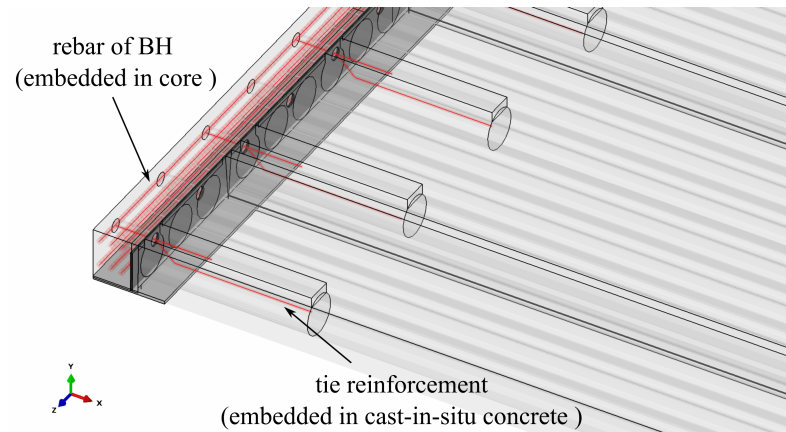 rebar of BH
(embedded in core )
tie reinforcement
(embedded in cast-in-situ concrete )
Y
Z
X